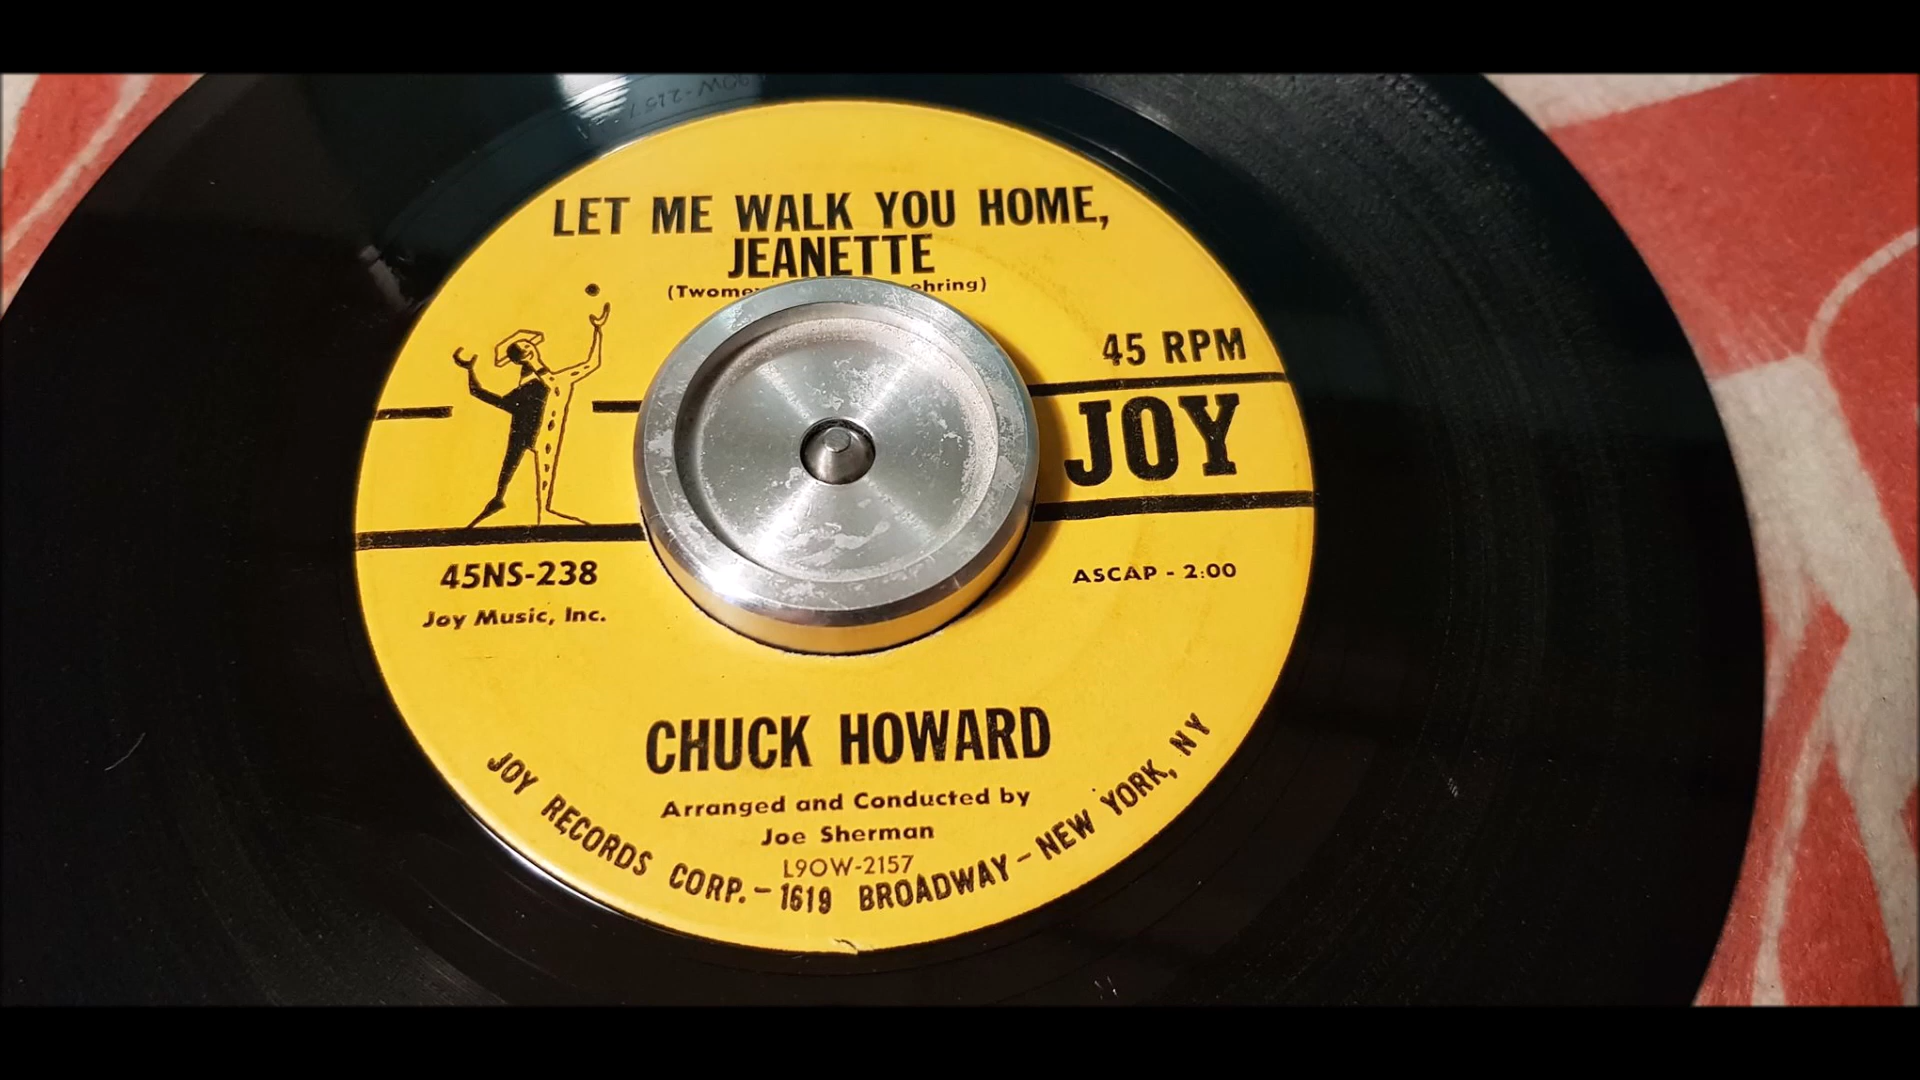 LET ME WALK YOU HOME,
JEANETTE
45 RPM
JOY
45NS-238
Joy Music, Inc.
ASCAP - 2:00
CHUCK HOWARD
Arranged and Conducted by
Joe Sherman
L9OW-2157
JOY RECORDS CORP. - 1619 BROADWAY - NEW YORK, NY